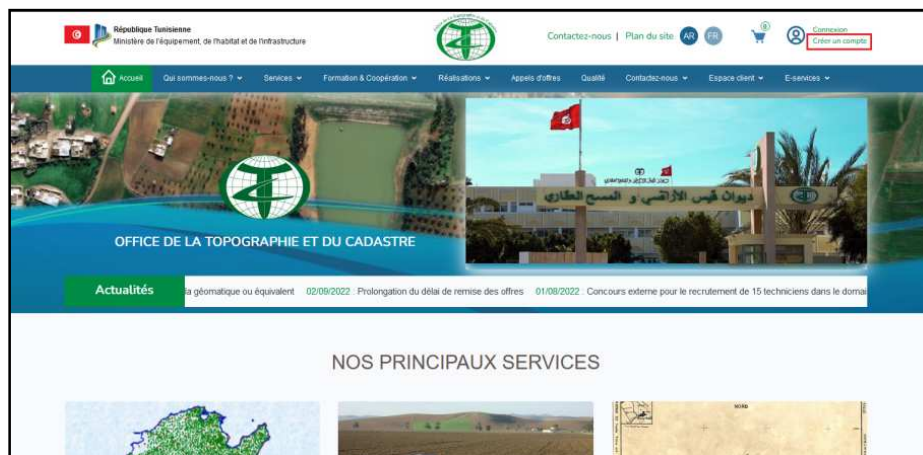 République Tunisienne
Ministère de l'équipement, de l'habitat et de l'infrastructure
Contactez-nous | Plan du site AR FR
0
Connexion
Créer un compte
Accueil Qui sommes-nous ? Services Formation & Coopération Réalisations Appels d'offres Qualité Contactez-nous Espace client E-services
ديوان قيس الأراضي و المسح العقاري
OFFICE DE LA TOPOGRAPHIE ET DU CADASTRE
Actualités la géomatique ou équivalent 02/09/2022 : Prolongation du délai de remise des offres 01/08/2022 : Concours externe pour le recrutement de 15 techniciens dans le domai
NOS PRINCIPAUX SERVICES
NORD